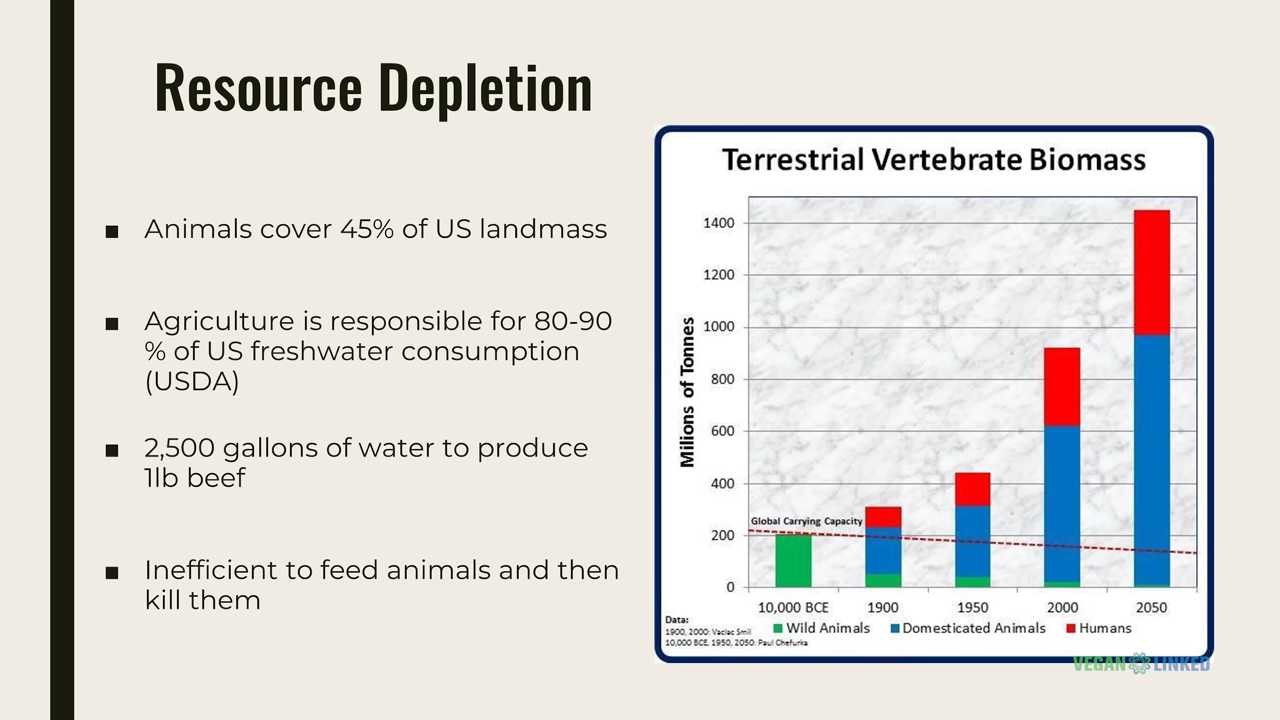 Resource Depletion
■ Animals cover 45% of US landmass
■ Agriculture is responsible for 80-90
% of US freshwater consumption
(USDA)
■ 2,500 gallons of water to produce
1lb beef
■ Inefficient to feed animals and then
kill them
Terrestrial Vertebrate Biomass
Milions of Tonnes
1400
1200
1000
800
600
400
200
0
Global Carrying Capacity
10,000 BCE 1900 1950 2000 2050
Wild Animals Domesticated Animals Humans
Data:
1900, 2000: Vaclac Smil
10,000 BCE, 1950, 2050: Paul Chefurka
VEGAN LINKED